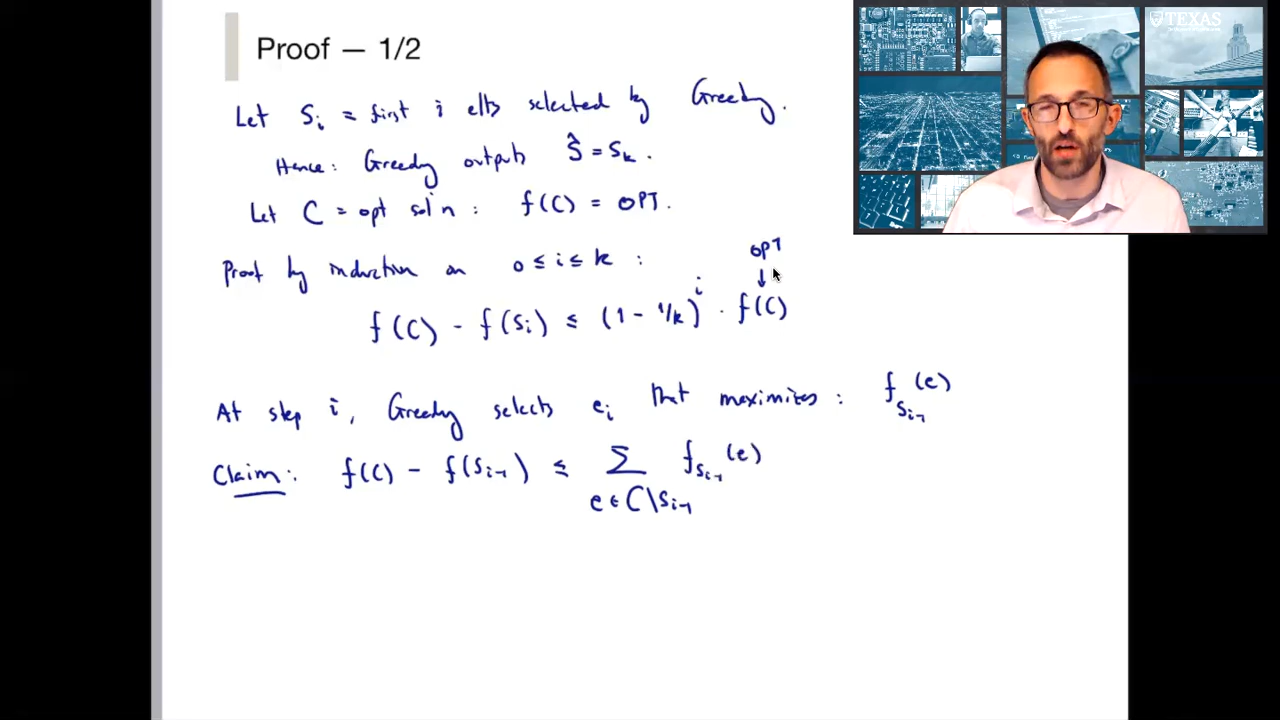 Proof — 1/2
TEXAS
Let Sᵢ = first i elts selected by Greedy.
Hence: Greedy outputs Ŝ = Sₖ.
Let C = opt sol'n : f(C) = OPT.
Proof by induction on 0 ≤ i ≤ k :
OPT
↓
f(C) - f(Sᵢ) ≤ (1 - 1/k)ⁱ · f(C)
At step i, Greedy selects eᵢ that maximizes : f_{Sᵢ₋₁}(e)
Claim: f(C) - f(Sᵢ₋₁) ≤ Σ_{e ∈ C\Sᵢ₋₁} f_{Sᵢ₋₁}(e)